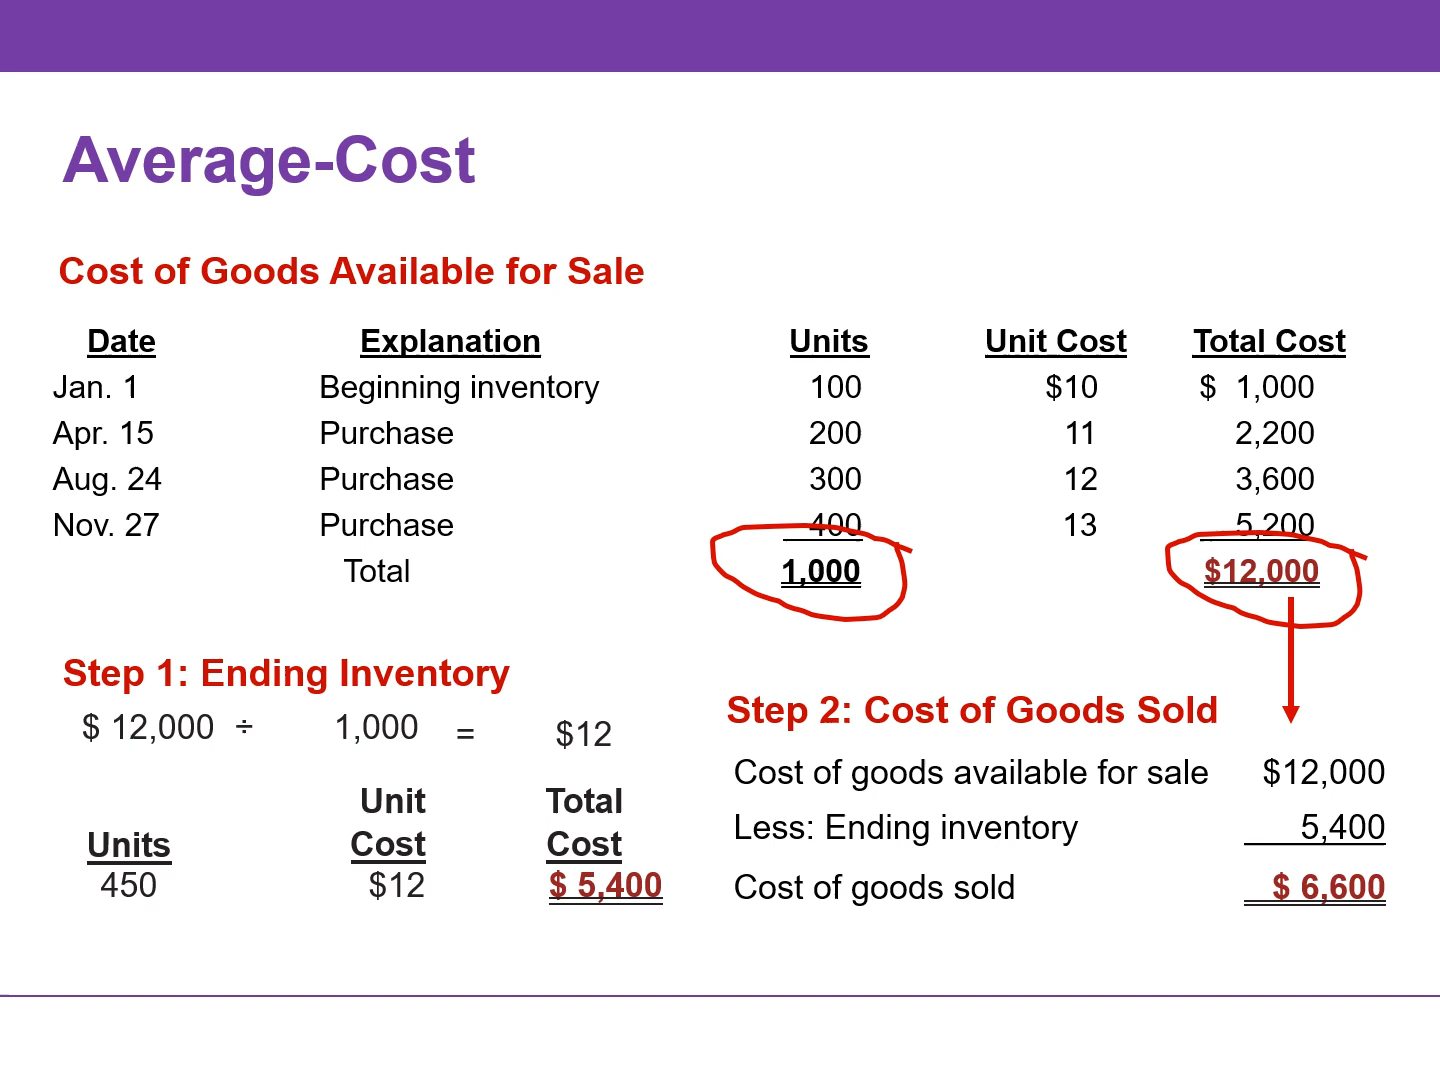 Average-Cost
Cost of Goods Available for Sale
Date Explanation Units Unit Cost Total Cost
Jan. 1 Beginning inventory 100 $10 $ 1,000
Apr. 15 Purchase 200 11 2,200
Aug. 24 Purchase 300 12 3,600
Nov. 27 Purchase 400 13 5,200
Total 1,000 $12,000
Step 1: Ending Inventory
$ 12,000 ÷ 1,000 = $12
Unit Total
Units Cost Cost
450 $12 $ 5,400
Step 2: Cost of Goods Sold
Cost of goods available for sale $12,000
Less: Ending inventory 5,400
Cost of goods sold $ 6,600